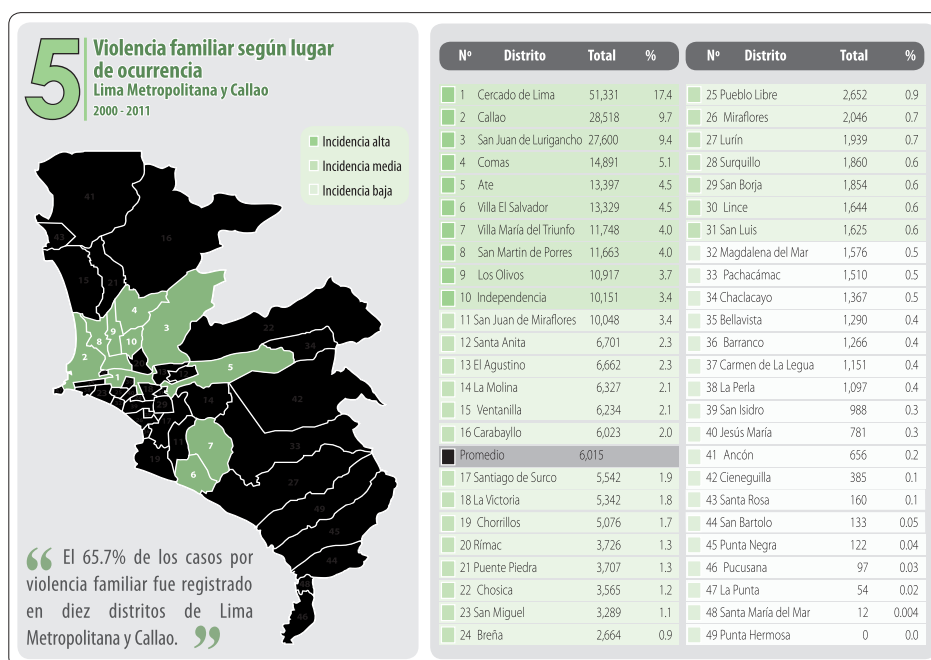 5
Violencia familiar según lugar
de ocurrencia
Lima Metropolitana y Callao
2000 - 2011
Incidencia alta
Incidencia media
Incidencia baja
41
16
43
15
21
4
3
9
8
10
2
22
34
5
1
14
42
29
11
7
33
19
6
27
49
45
44
46
“ El 65.7% de los casos por
violencia familiar fue registrado
en diez distritos de Lima
Metropolitana y Callao. ”
Nº Distrito Total %
1 Cercado de Lima 51,331 17.4
2 Callao 28,518 9.7
3 San Juan de Lurigancho 27,600 9.4
4 Comas 14,891 5.1
5 Ate 13,397 4.5
6 Villa El Salvador 13,329 4.5
7 Villa María del Triunfo 11,748 4.0
8 San Martin de Porres 11,663 4.0
9 Los Olivos 10,917 3.7
10 Independencia 10,151 3.4
11 San Juan de Miraflores 10,048 3.4
12 Santa Anita 6,701 2.3
13 El Agustino 6,662 2.3
14 La Molina 6,327 2.1
15 Ventanilla 6,234 2.1
16 Carabayllo 6,023 2.0
Promedio 6,015
17 Santiago de Surco 5,542 1.9
18 La Victoria 5,342 1.8
19 Chorrillos 5,076 1.7
20 Rímac 3,726 1.3
21 Puente Piedra 3,707 1.3
22 Chosica 3,565 1.2
23 San Miguel 3,289 1.1
24 Breña 2,664 0.9
Nº Distrito Total %
25 Pueblo Libre 2,652 0.9
26 Miraflores 2,046 0.7
27 Lurín 1,939 0.7
28 Surquillo 1,860 0.6
29 San Borja 1,854 0.6
30 Lince 1,644 0.6
31 San Luis 1,625 0.6
32 Magdalena del Mar 1,576 0.5
33 Pachacámac 1,510 0.5
34 Chaclacayo 1,367 0.5
35 Bellavista 1,290 0.4
36 Barranco 1,266 0.4
37 Carmen de La Legua 1,151 0.4
38 La Perla 1,097 0.4
39 San Isidro 988 0.3
40 Jesús María 781 0.3
41 Ancón 656 0.2
42 Cieneguilla 385 0.1
43 Santa Rosa 160 0.1
44 San Bartolo 133 0.05
45 Punta Negra 122 0.04
46 Pucusana 97 0.03
47 La Punta 54 0.02
48 Santa María del Mar 12 0.004
49 Punta Hermosa 0 0.0